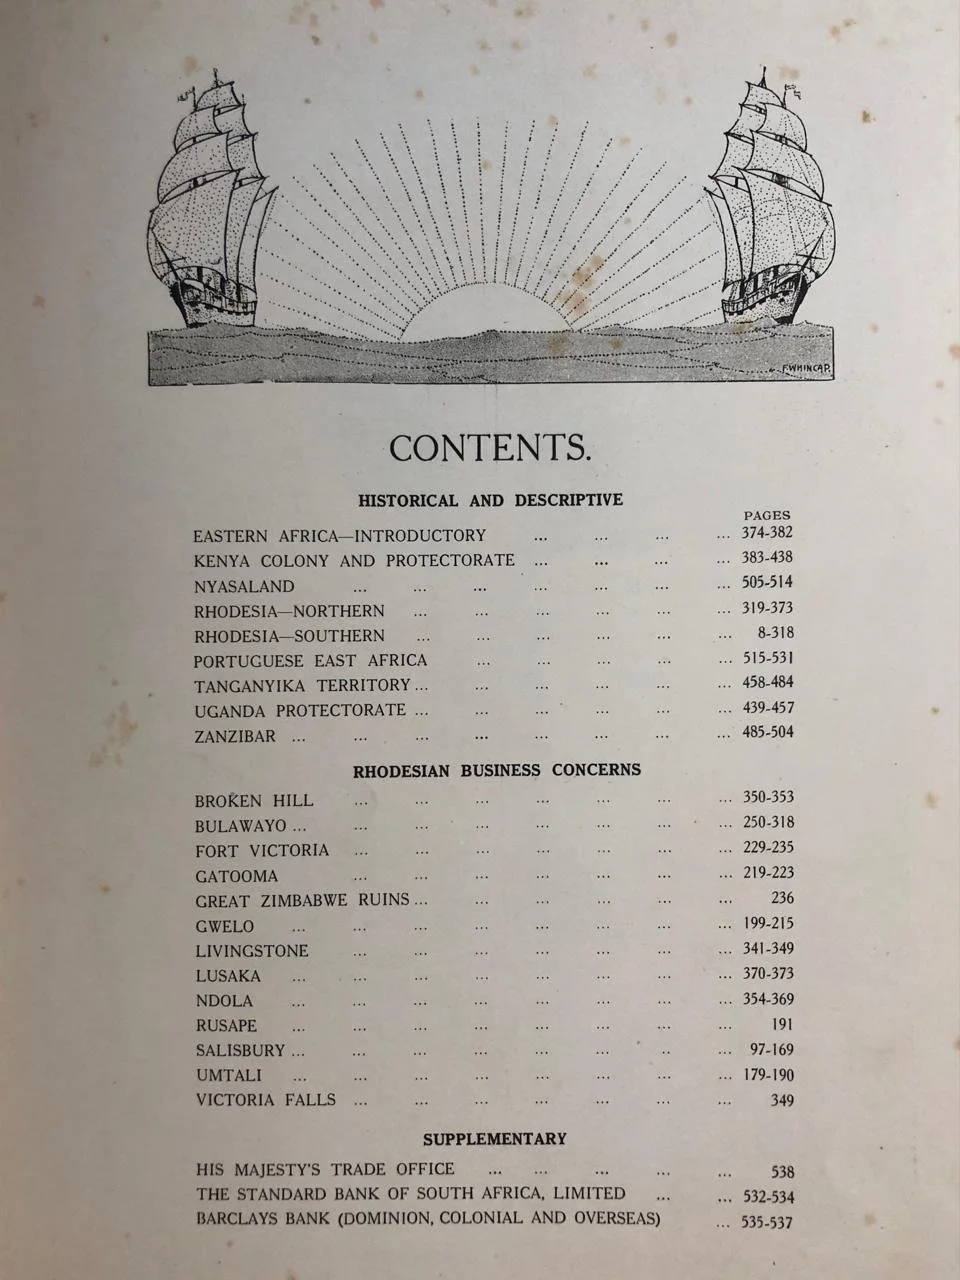 F.WHINCAP.
CONTENTS.
HISTORICAL AND DESCRIPTIVE
PAGES
EASTERN AFRICA—INTRODUCTORY ... ... ... ... 374-382
KENYA COLONY AND PROTECTORATE ... ... ... ... 383-438
NYASALAND ... ... ... ... ... ... ... 505-514
RHODESIA—NORTHERN ... ... ... ... ... ... 319-373
RHODESIA—SOUTHERN ... ... ... ... ... ... 8-318
PORTUGUESE EAST AFRICA ... ... ... ... ... 515-531
TANGANYIKA TERRITORY ... ... ... ... ... ... 458-484
UGANDA PROTECTORATE ... ... ... ... ... ... 439-457
ZANZIBAR ... ... ... ... ... ... ... ... 485-504
RHODESIAN BUSINESS CONCERNS
BROKEN HILL ... ... ... ... ... ... ... 350-353
BULAWAYO ... ... ... ... ... ... ... ... 250-318
FORT VICTORIA ... ... ... ... ... ... ... 229-235
GATOOMA ... ... ... ... ... ... ... 219-223
GREAT ZIMBABWE RUINS ... ... ... ... ... ... 236
GWELO ... ... ... ... ... ... ... ... 199-215
LIVINGSTONE ... ... ... ... ... ... ... 341-349
LUSAKA ... ... ... ... ... ... ... ... 370-373
NDOLA ... ... ... ... ... ... ... ... 354-369
RUSAPE ... ... ... ... ... ... ... ... 191
SALISBURY ... ... ... ... ... ... .. ... 97-169
UMTALI ... ... ... ... ... ... ... ... 179-190
VICTORIA FALLS ... ... ... ... ... ... ... 349
SUPPLEMENTARY
HIS MAJESTY'S TRADE OFFICE ... ... ... ... ... 538
THE STANDARD BANK OF SOUTH AFRICA, LIMITED ... ... 532-534
BARCLAYS BANK (DOMINION, COLONIAL AND OVERSEAS) ... 535-537